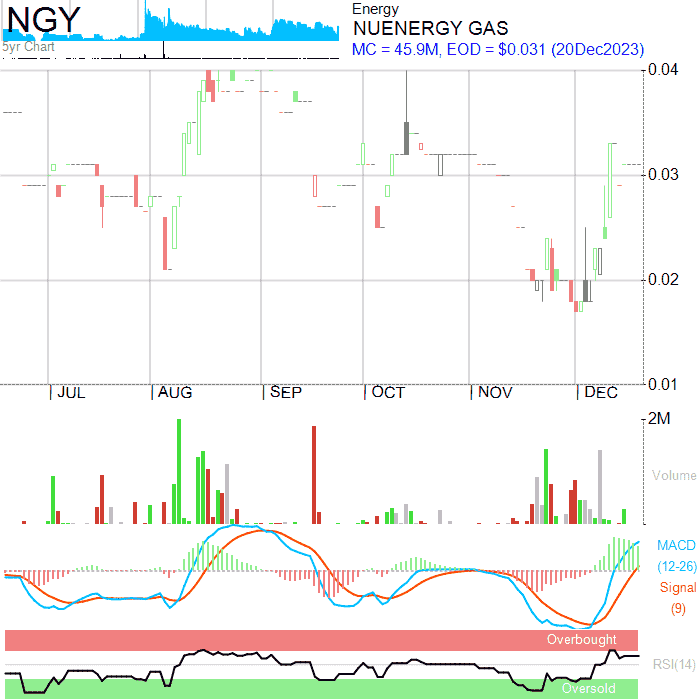 NGY
5yr Chart
Energy
NUENERGY GAS
MC = 45.9M, EOD = $0.031 (20Dec2023)
0.04
0.03
0.02
0.01
JUL AUG SEP OCT NOV DEC
2M
Volume
MACD
(12-26)
Signal
(9)
Overbought
RSI(14)
Oversold